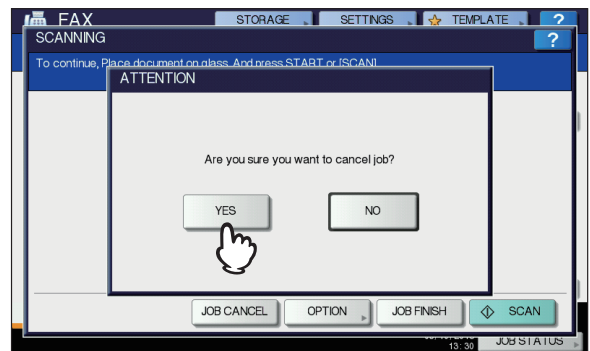 FAX
STORAGE
SETTINGS
TEMPLATE
?
SCANNING
?
To continue, Place document on glass. And press START or [SCAN]
ATTENTION
Are you sure you want to cancel job?
YES
NO
JOB CANCEL
OPTION
JOB FINISH
SCAN
13:30
JOB STATUS